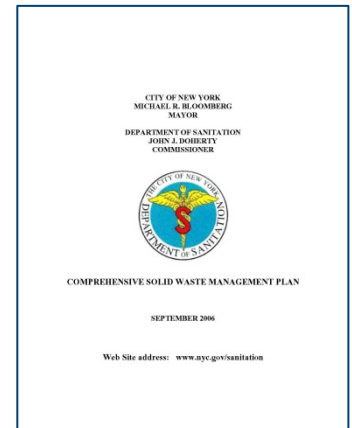 CITY OF NEW YORK
MICHAEL R. BLOOMBERG
MAYOR
DEPARTMENT OF SANITATION
JOHN J. DOHERTY
COMMISSIONER
THE CITY OF NEW YORK
S
DEPARTMENT OF SANITATION
COMPREHENSIVE SOLID WASTE MANAGEMENT PLAN
SEPTEMBER 2006
Web Site address: www.nyc.gov/sanitation